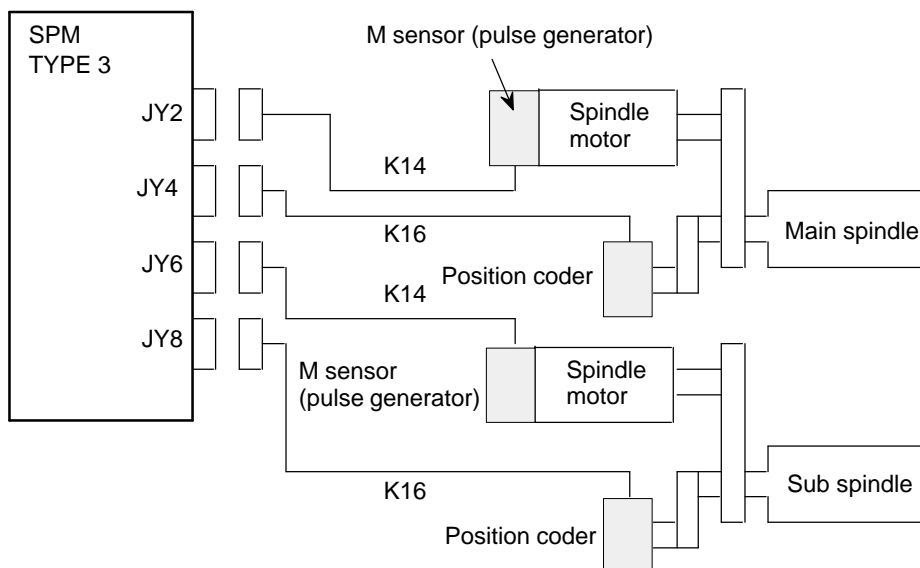 SPM
TYPE 3
M sensor (pulse generator)
JY2
Spindle
motor
K14
JY4
K16
Main spindle
Position coder
JY6
K14
JY8
M sensor
(pulse generator)
Spindle
motor
K16
Sub spindle
Position coder